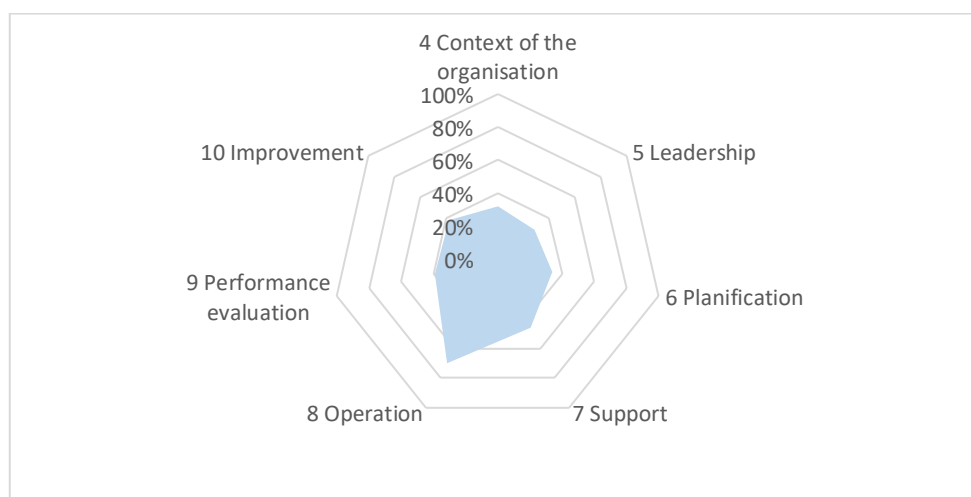 4 Context of the
organisation
100%
80%
60%
40%
20%
0%
5 Leadership
6 Planification
7 Support
8 Operation
9 Performance
evaluation
10 Improvement